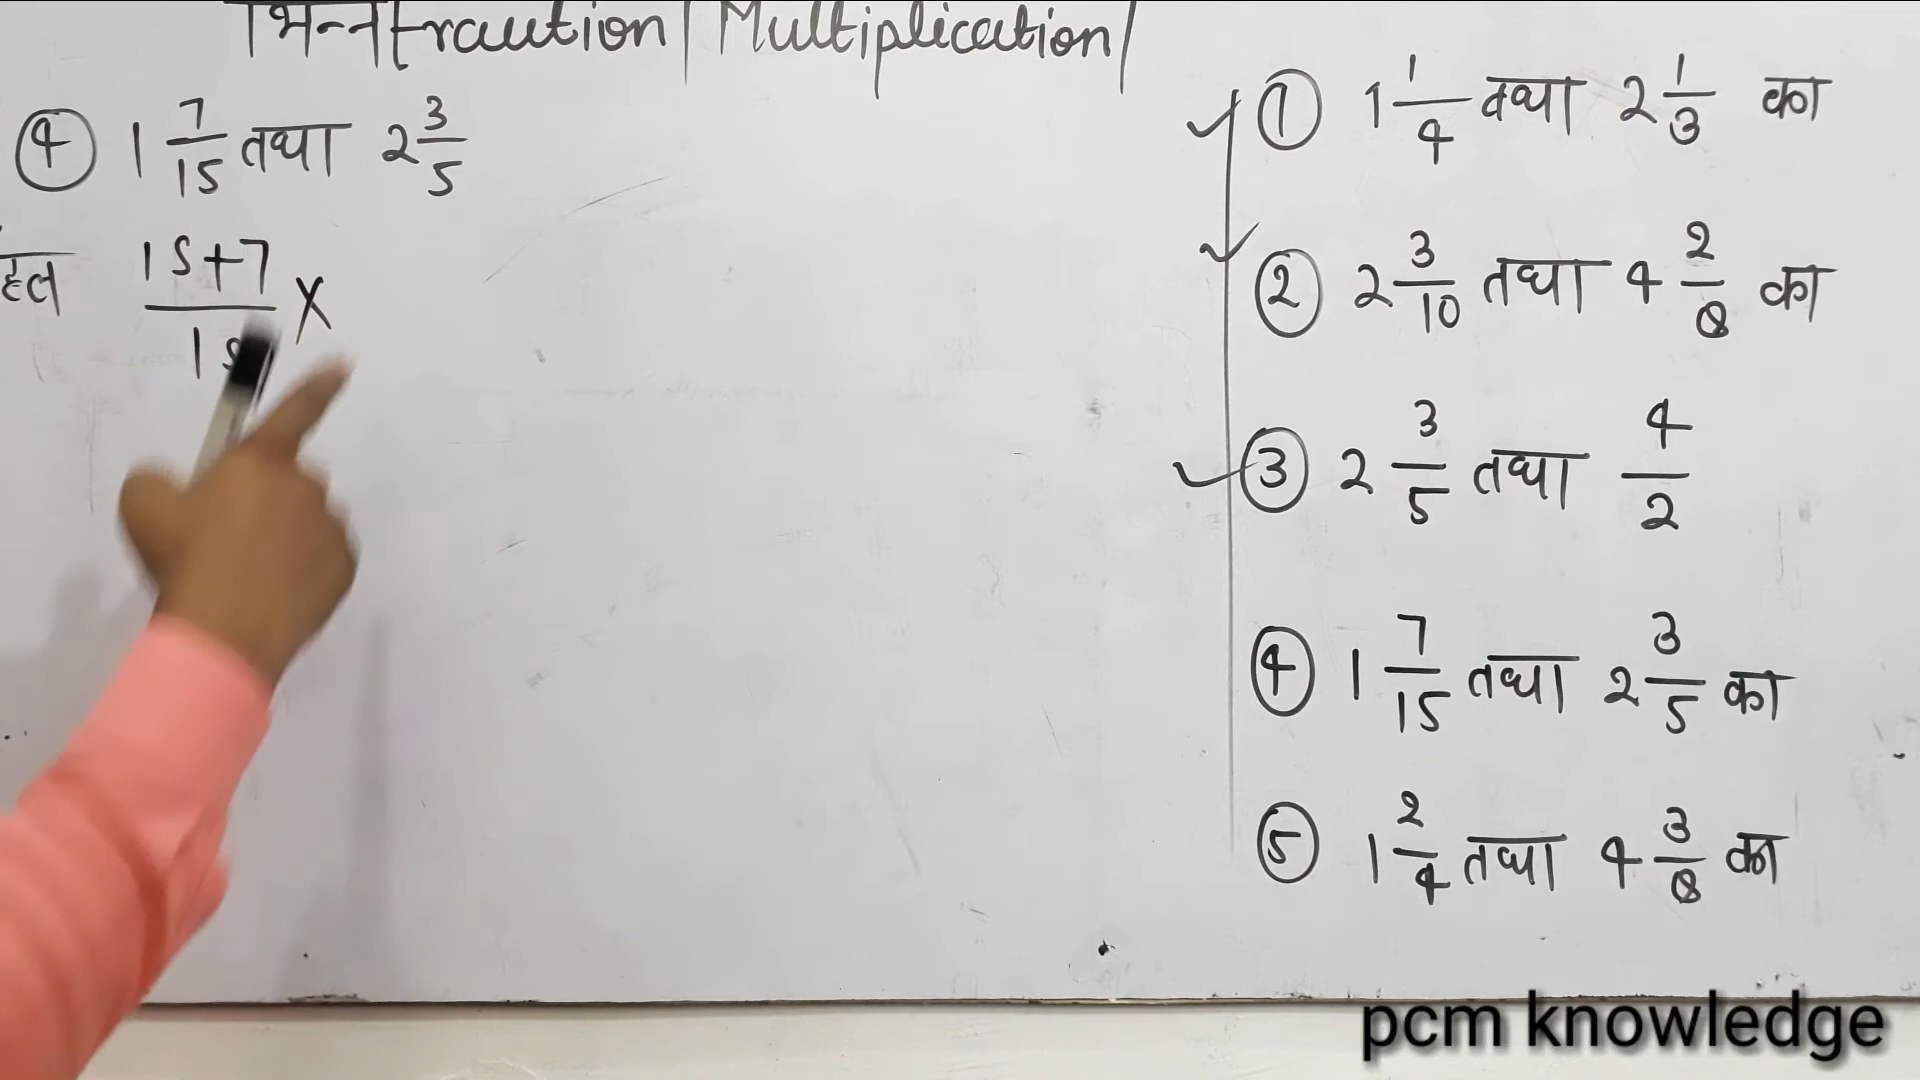 भिन्न | Fraction | Multiplication |
④ 1 7/15 तथा 2 3/5
हल (15+7)/15 ×
① 1 1/4 तथा 2 1/3 का
② 2 3/10 तथा 4 2/8 का
③ 2 3/5 तथा 4/2
④ 1 7/15 तथा 2 3/5 का
⑤ 1 2/4 तथा 4 3/8 का
pcm knowledge